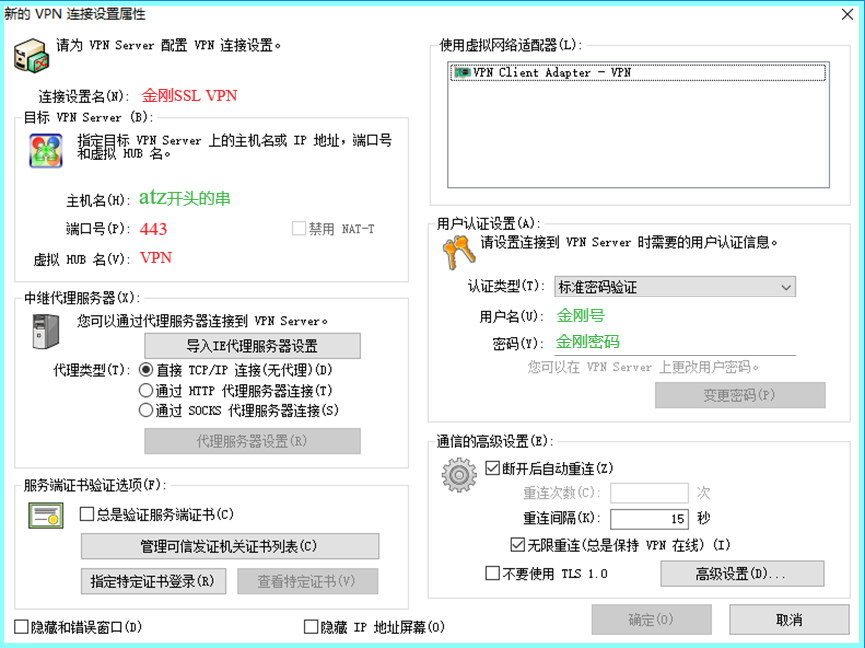 新的 VPN 连接设置属性
请为 VPN Server 配置 VPN 连接设置。
连接设置名(N): 金刚SSL VPN
目标 VPN Server (B):
指定目标 VPN Server 上的主机名或 IP 地址，端口号
和虚拟 HUB 名。
主机名(H): atz开头的串
端口号(P): 443
禁用 NAT-T
虚拟 HUB 名(V): VPN
中继代理服务器(X):
您可以通过代理服务器连接到 VPN Server。
导入IE代理服务器设置
代理类型(T): 直接 TCP/IP 连接(无代理)(D)
通过 HTTP 代理服务器连接(T)
通过 SOCKS 代理服务器连接(S)
代理服务器设置(R)
服务端证书验证选项(F):
总是验证服务端证书(C)
管理可信发证机关证书列表(C)
指定特定证书登录(R)
查看特定证书(V)
隐藏和错误窗口(D)
隐藏 IP 地址屏幕(O)
使用虚拟网络适配器(L):
VPN Client Adapter - VPN
用户认证设置(A):
请设置连接到 VPN Server 时需要的用户认证信息。
认证类型(T): 标准密码验证
用户名(U): 金刚号
密码(Y): 金刚密码
您可以在 VPN Server 上更改用户密码。
变更密码(P)
通信的高级设置(E):
断开后自动重连(Z)
重连次数(C): 次
重连间隔(K): 15 秒
无限重连(总是保持 VPN 在线) (I)
不要使用 TLS 1.0
高级设置(D)...
确定(O)
取消